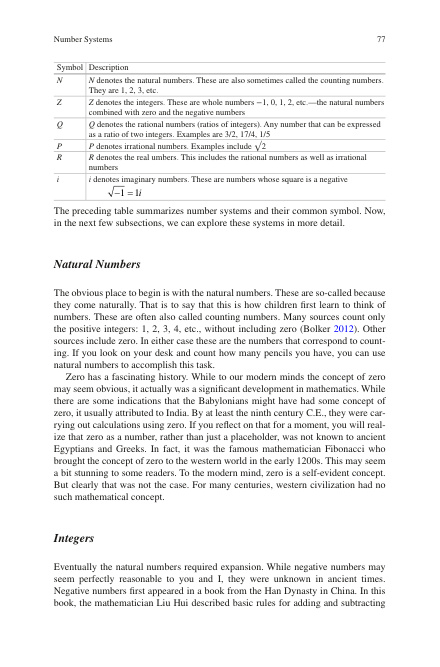 Number Systems 77
Symbol Description
N N denotes the natural numbers. These are also sometimes called the counting numbers.
They are 1, 2, 3, etc.
Z Z denotes the integers. These are whole numbers −1, 0, 1, 2, etc.—the natural numbers
combined with zero and the negative numbers
Q Q denotes the rational numbers (ratios of integers). Any number that can be expressed
as a ratio of two integers. Examples are 3/2, 17/4, 1/5
P P denotes irrational numbers. Examples include √2
R R denotes the real umbers. This includes the rational numbers as well as irrational
numbers
i i denotes imaginary numbers. These are numbers whose square is a negative
√−1 = 1i
The preceding table summarizes number systems and their common symbol. Now,
in the next few subsections, we can explore these systems in more detail.
Natural Numbers
The obvious place to begin is with the natural numbers. These are so-called because
they come naturally. That is to say that this is how children first learn to think of
numbers. These are often also called counting numbers. Many sources count only
the positive integers: 1, 2, 3, 4, etc., without including zero (Bolker 2012). Other
sources include zero. In either case these are the numbers that correspond to count-
ing. If you look on your desk and count how many pencils you have, you can use
natural numbers to accomplish this task.
Zero has a fascinating history. While to our modern minds the concept of zero
may seem obvious, it actually was a significant development in mathematics. While
there are some indications that the Babylonians might have had some concept of
zero, it usually attributed to India. By at least the ninth century C.E., they were car-
rying out calculations using zero. If you reflect on that for a moment, you will real-
ize that zero as a number, rather than just a placeholder, was not known to ancient
Egyptians and Greeks. In fact, it was the famous mathematician Fibonacci who
brought the concept of zero to the western world in the early 1200s. This may seem
a bit stunning to some readers. To the modern mind, zero is a self-evident concept.
But clearly that was not the case. For many centuries, western civilization had no
such mathematical concept.
Integers
Eventually the natural numbers required expansion. While negative numbers may
seem perfectly reasonable to you and I, they were unknown in ancient times.
Negative numbers first appeared in a book from the Han Dynasty in China. In this
book, the mathematician Liu Hui described basic rules for adding and subtracting